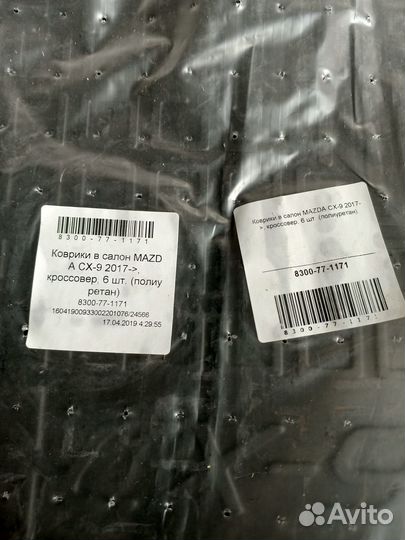 8300-77-1171
Коврики в салон MAZD
A CX-9 2017->,
кроссовер, 6 шт. (полиу
ретан)
8300-77-1171
16041900933002201076/24566
17.04.2019 4:29:55
Коврики в салон MAZDA CX-9 2017-
>, кроссовер, 6 шт. (полиуретан)
8300-77-1171
8300-77-1171
Avito